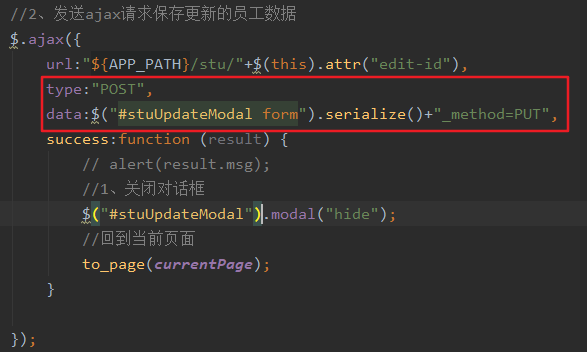 //2、发送ajax请求保存更新的员工数据
$.ajax({
url:"${APP_PATH}/stu/"+$(this).attr("edit-id"),
type:"POST",
data:$("#stuUpdateModal form").serialize()+"_method=PUT",
success:function (result) {
// alert(result.msg);
//1、关闭对话框
$("#stuUpdateModal").modal("hide");
//回到当前页面
to_page(currentPage);
}
});